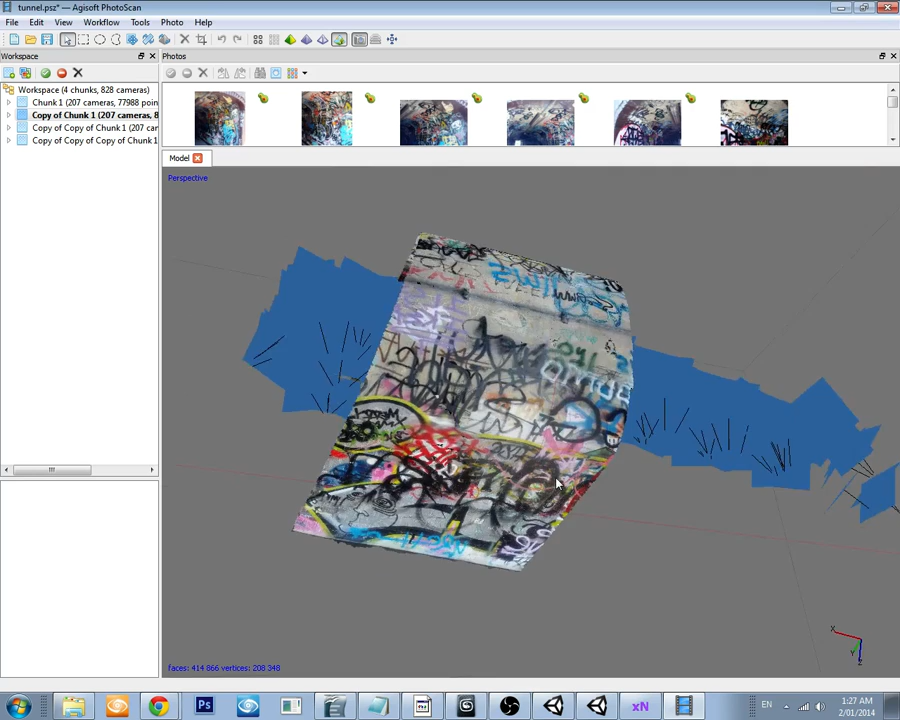 tunnel.psz* — Agisoft PhotoScan
File Edit View Workflow Tools Photo Help
Workspace
Photos
Workspace (4 chunks, 828 cameras)
Chunk 1 (207 cameras, 77988 poin
Copy of Chunk 1 (207 cameras, 8
Copy of Copy of Chunk 1 (207 car
Copy of Copy of Copy of Chunk 1
Model
Perspective
faces: 414 866 vertices: 208 348
X
Y
Z
Ps
xN
EN
1:27 AM
2/01/2014